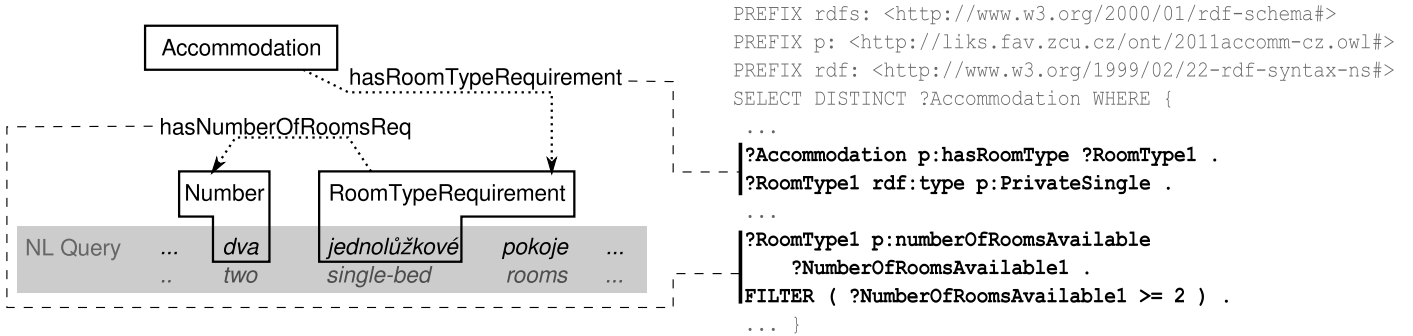 Accommodation
hasRoomTypeRequirement
hasNumberOfRoomsReq
Number RoomTypeRequirement
NL Query ... dva jednolůžkové pokoje ...
.. two single-bed rooms ...
PREFIX rdfs: <http://www.w3.org/2000/01/rdf-schema#>
PREFIX p: <http://liks.fav.zcu.cz/ont/2011accomm-cz.owl#>
PREFIX rdf: <http://www.w3.org/1999/02/22-rdf-syntax-ns#>
SELECT DISTINCT ?Accommodation WHERE {
...
?Accommodation p:hasRoomType ?RoomType1 .
?RoomType1 rdf:type p:PrivateSingle .
...
?RoomType1 p:numberOfRoomsAvailable
?NumberOfRoomsAvailable1 .
FILTER ( ?NumberOfRoomsAvailable1 >= 2 ) .
... }